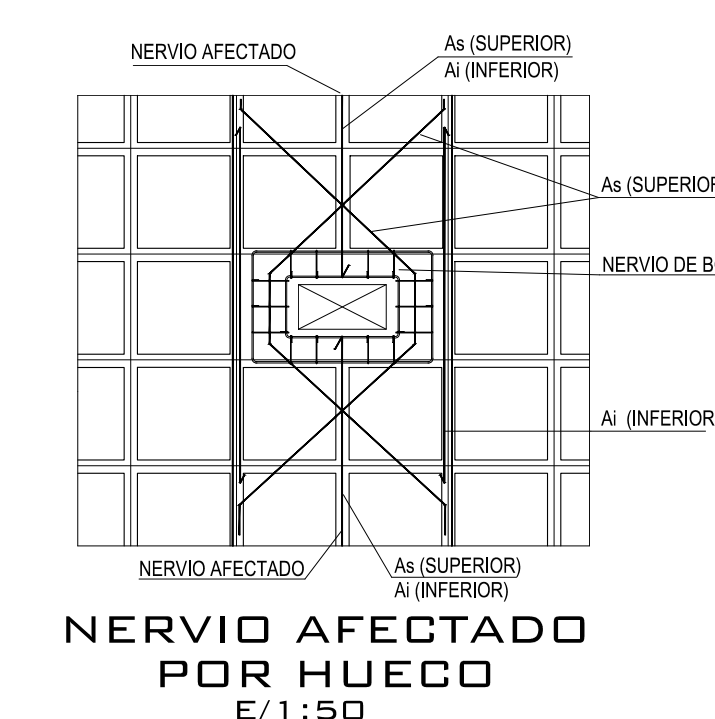 NERVIO AFECTADO
As (SUPERIOR)
Ai (INFERIOR)
As (SUPERIOR
NERVIO DE
Ai (INFERIOR
NERVIO AFECTADO
As (SUPERIOR)
Ai (INFERIOR)
NERVIO AFECTADO
POR HUECO
E/1:50